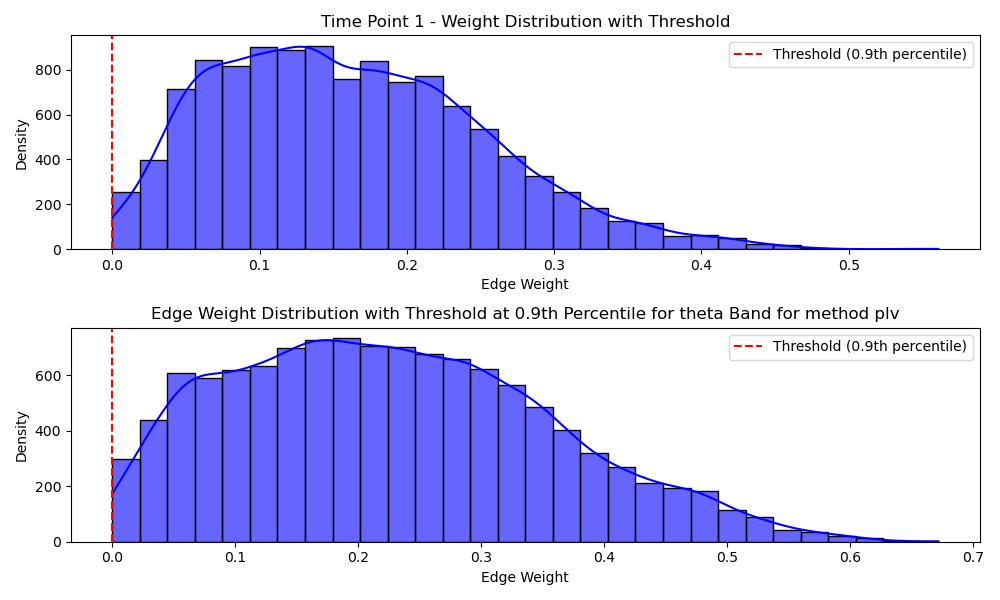 Time Point 1 - Weight Distribution with Threshold
Threshold (0.9th percentile)
Density
800
600
400
200
0
0.0 0.1 0.2 0.3 0.4 0.5
Edge Weight
Edge Weight Distribution with Threshold at 0.9th Percentile for theta Band for method plv
Threshold (0.9th percentile)
Density
600
400
200
0
0.0 0.1 0.2 0.3 0.4 0.5 0.6 0.7
Edge Weight